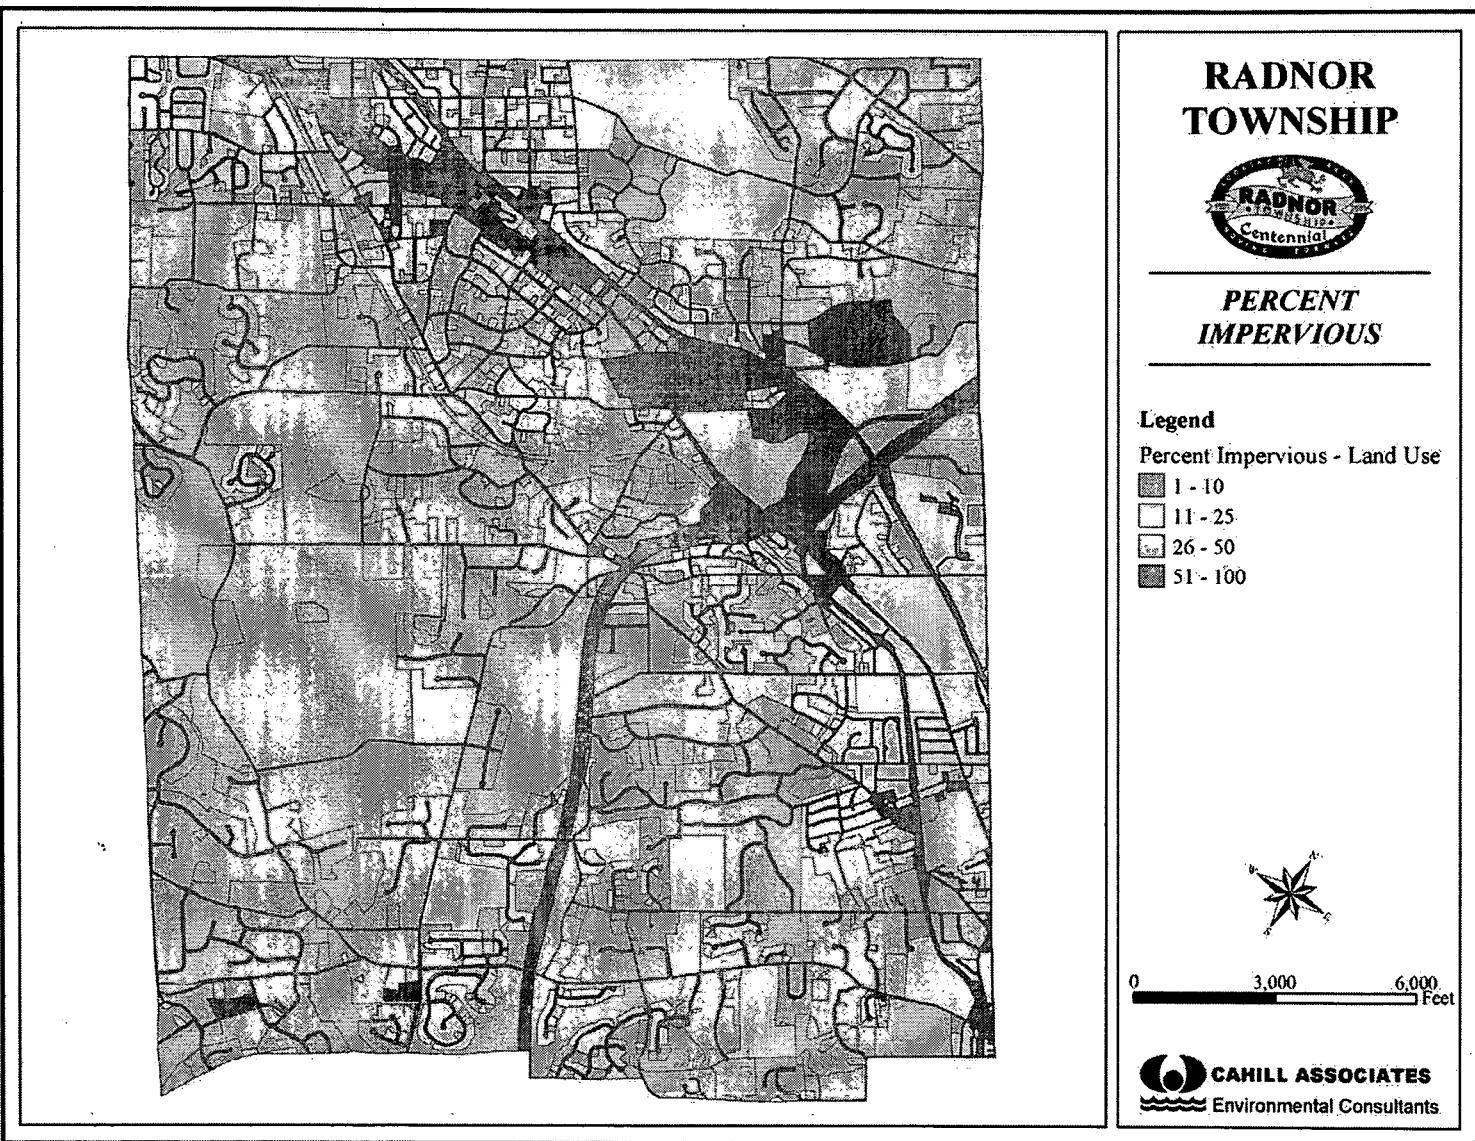 RADNOR
TOWNSHIP
RADNOR
TOWNSHIP
Centennial
PERCENT
IMPERVIOUS
Legend
Percent Impervious - Land Use
1 - 10
11 - 25
26 - 50
51 - 100
N
E
S
0 3,000 6,000
Feet
CAHILL ASSOCIATES
Environmental Consultants